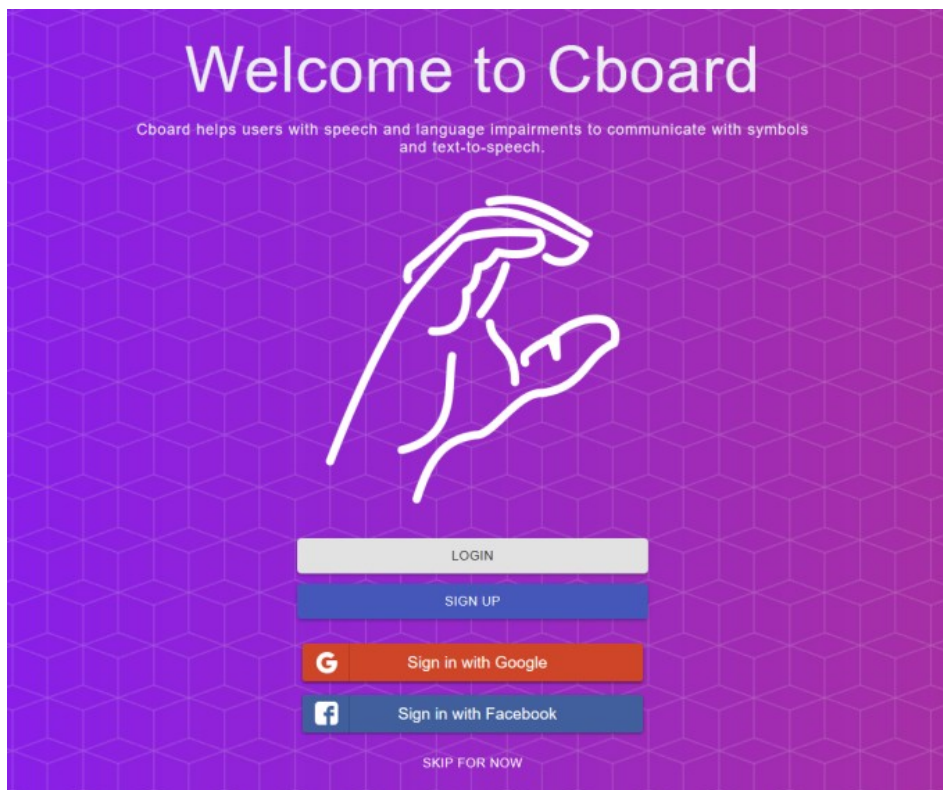 Welcome to Cboard
Cboard helps users with speech and language impairments to communicate with symbols
and text-to-speech.
LOGIN
SIGN UP
Sign in with Google
Sign in with Facebook
SKIP FOR NOW